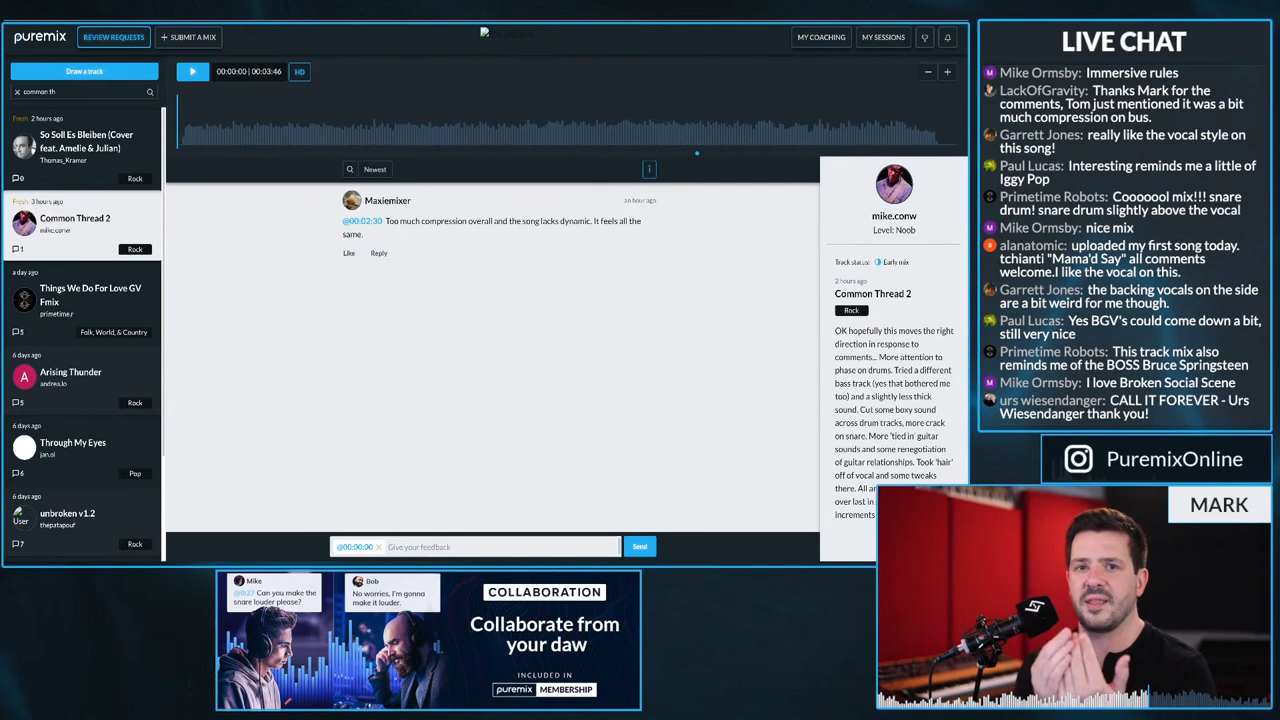 puremix
REVIEW REQUESTS
+ SUBMIT A MIX
MY COACHING
MY SESSIONS
Draw a track
× comman th
Fresh 2 hours ago
So Soll Es Bleiben (Cover
feat. Amelie & Julian)
Thomas_Kramer
0
Rock
Fresh 3 hours ago
Common Thread 2
mike.conw
1
Rock
a day ago
Things We Do For Love GV
Fmix
primetime.r
5
Folk, World, & Country
6 days ago
A
Arising Thunder
andrea.lo
5
Rock
6 days ago
Through My Eyes
jan.ol
6
Pop
6 days ago
User
unbroken v1.2
thepatapouf
7
Rock
00:00:00 | 00:03:46
HD
− +
Newest
Maxiemixer
an hour ago
@00:02:30 Too much compression overall and the song lacks dynamic. It feels all the
same.
Like Reply
@00:00:00 × Give your feedback
Send
mike.conw
Level: Noob
Track status: Early mix
2 hours ago
Common Thread 2
Rock
OK hopefully this moves the right
direction in response to
comments... More attention to
phase on drums. Tried a different
bass track (yes that bothered me
too) and a slightly less thick
sound. Cut some boxy sound
across drum tracks, more crack
on snare. More 'tied in' guitar
sounds and some renegotiation
of guitar relationships. Took 'hair'
off of vocal and some tweaks
there. All
over last in
increments
LIVE CHAT
M Mike Ormsby: Immersive rules
LackOfGravity: Thanks Mark for the
comments, Tom just mentioned it was a bit
much compression on bus.
Garrett Jones: really like the vocal style on
this song!
Paul Lucas: Interesting reminds me a little of
Iggy Pop
Primetime Robots: Cooooool mix!!! snare
drum! snare drum slightly above the vocal
M Mike Ormsby: nice mix
a alanatomic: uploaded my first song today.
tchianti "Mama'd Say" all comments
welcome.I like the vocal on this.
Garrett Jones: the backing vocals on the side
are a bit weird for me though.
Paul Lucas: Yes BGV's could come down a bit,
still very nice
Primetime Robots: This track mix also
reminds me of the BOSS Bruce Springsteen
M Mike Ormsby: I love Broken Social Scene
urs wiesendanger: CALL IT FOREVER - Urs
Wiesendanger thank you!
PuremixOnline
MARK
Mike
@0:27 Can you make the
snare louder please?
Bob
No worries, I'm gonna
make it louder.
COLLABORATION
Collaborate from
your daw
INCLUDED IN
puremix MEMBERSHIP